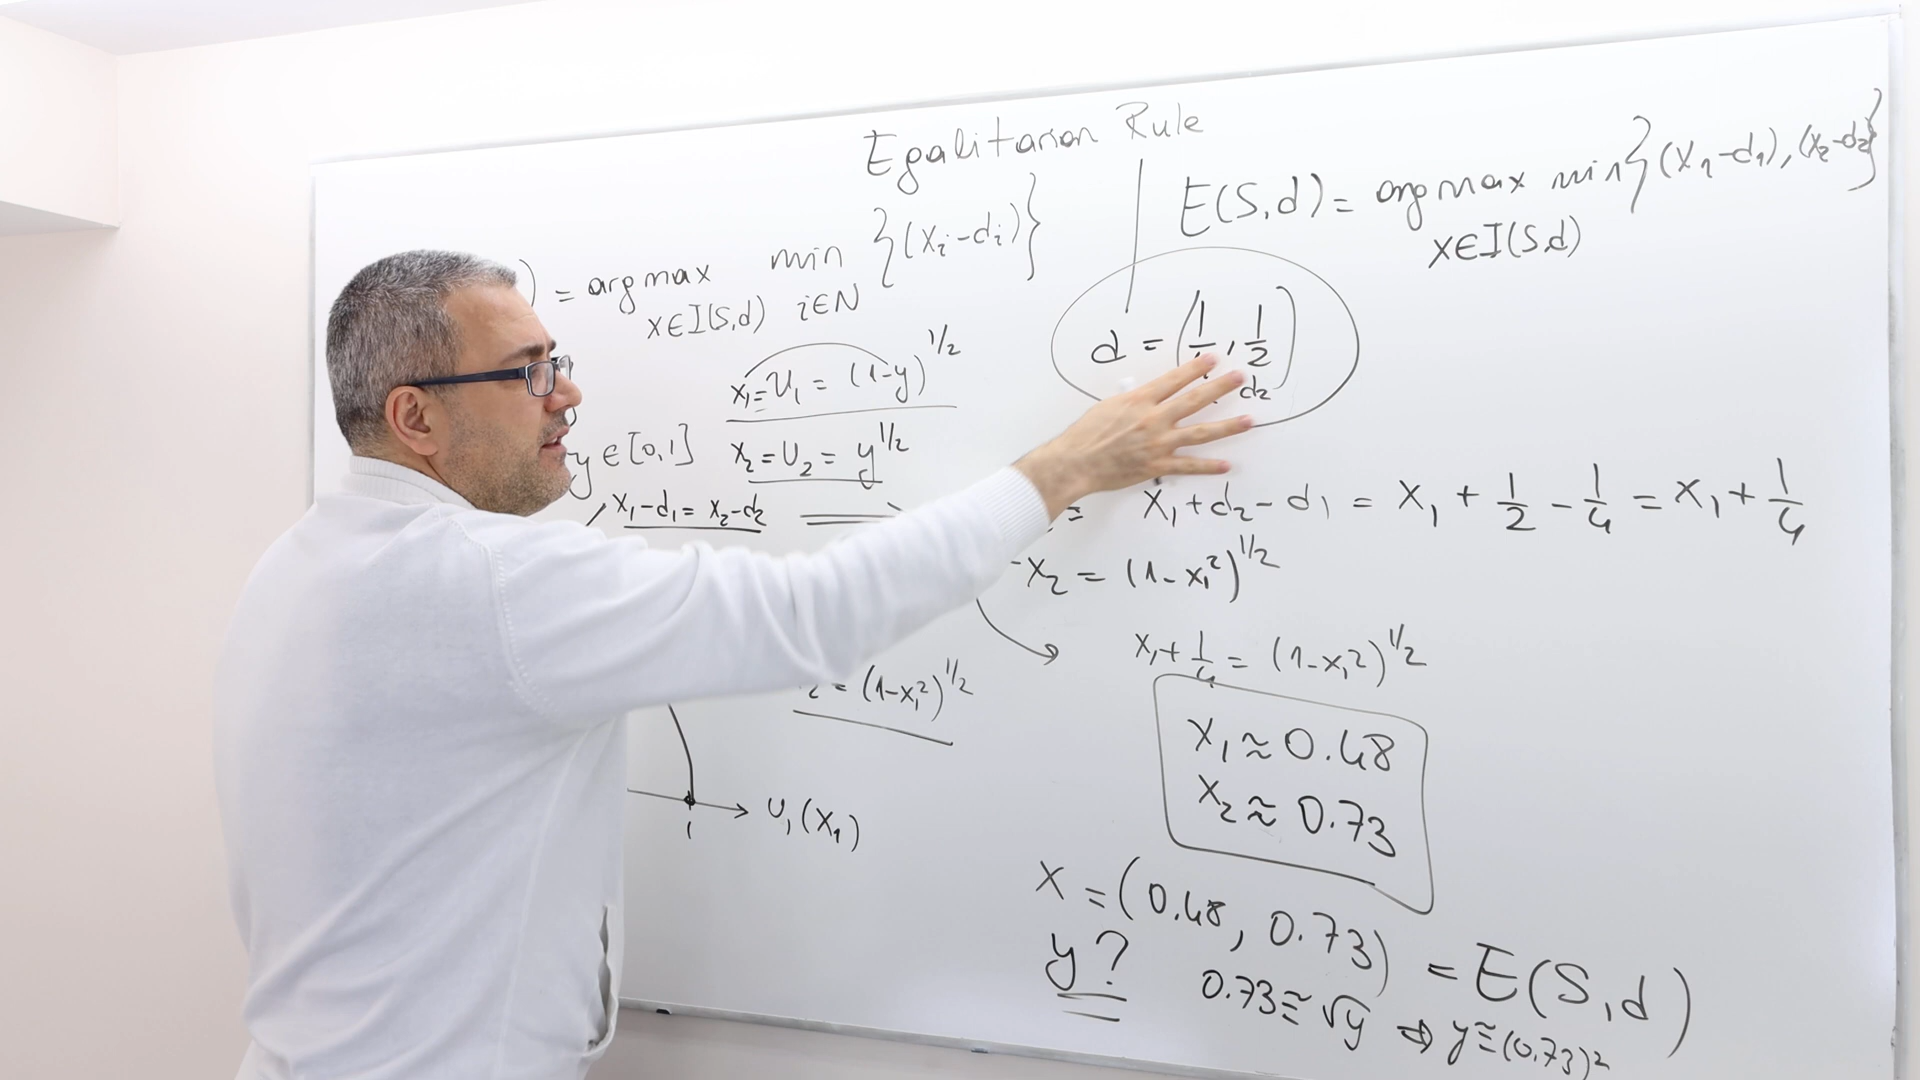 Egalitarian Rule
) = argmax min {(xi-di)}
x∈I(S,d) i∈N
E(S,d) = argmax min {(x1-d1), (x2-d2)}
x∈I(S,d)
x1=U1 = (1-y)^1/2
y∈[0,1] x2=U2 = y^1/2
x1-d1 = x2-d2
= (1-x1²)^1/2
1
U1(x1)
d = (1/, 1/2)
d2
= x1+d2-d1 = x1 + 1/2 - 1/4 = x1 + 1/4
x2 = (1-x1²)^1/2
x1+1/4 = (1-x1²)^1/2
x1 ≈ 0.48
x2 ≈ 0.73
x = (0.48, 0.73) = E(S,d)
y? 0.73 ≅ √y ⇒ y ≅ (0.73)²